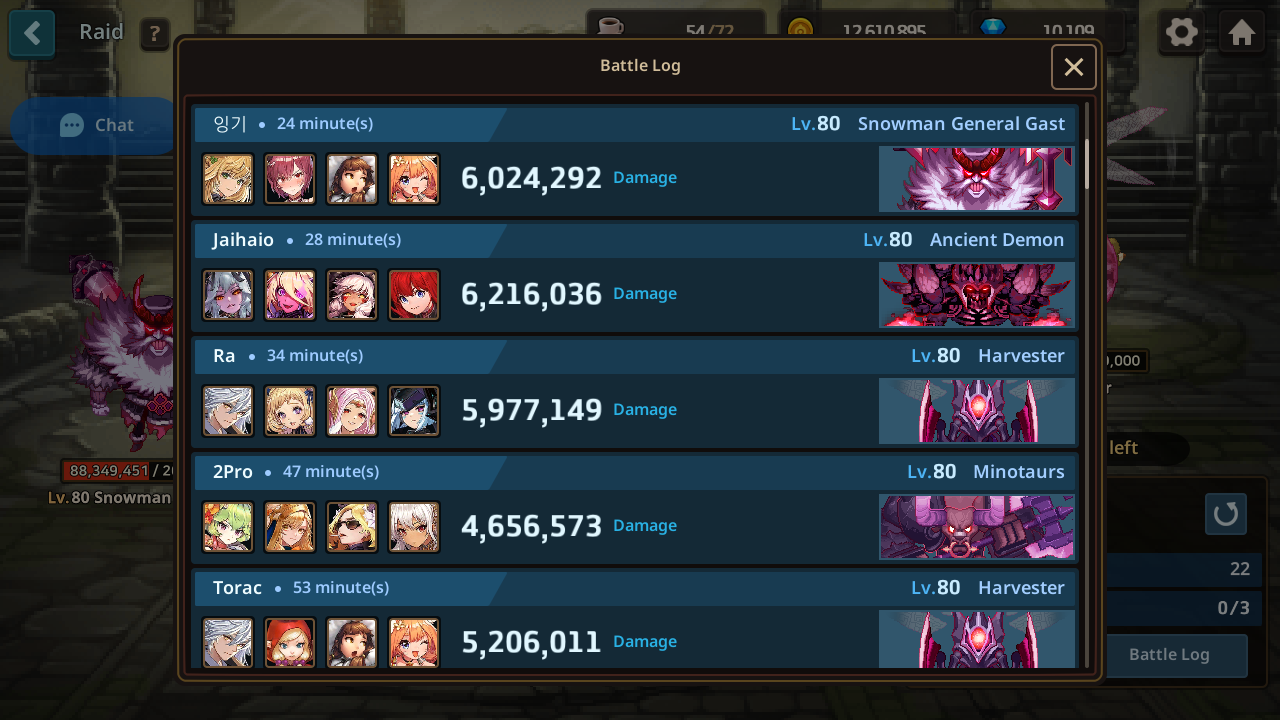 Raid ? 54/72 12,610,895 10,109
Battle Log
Chat
잉기 • 24 minute(s) Lv.80 Snowman General Gast
6,024,292 Damage
Jaihaio • 28 minute(s) Lv.80 Ancient Demon
6,216,036 Damage
Ra • 34 minute(s) Lv.80 Harvester
5,977,149 Damage
2Pro • 47 minute(s) Lv.80 Minotaurs
4,656,573 Damage
Torac • 53 minute(s) Lv.80 Harvester
5,206,011 Damage
88,349,451 / 20
Lv.80 Snowman
0,000
r
left
22
0/3
Battle Log